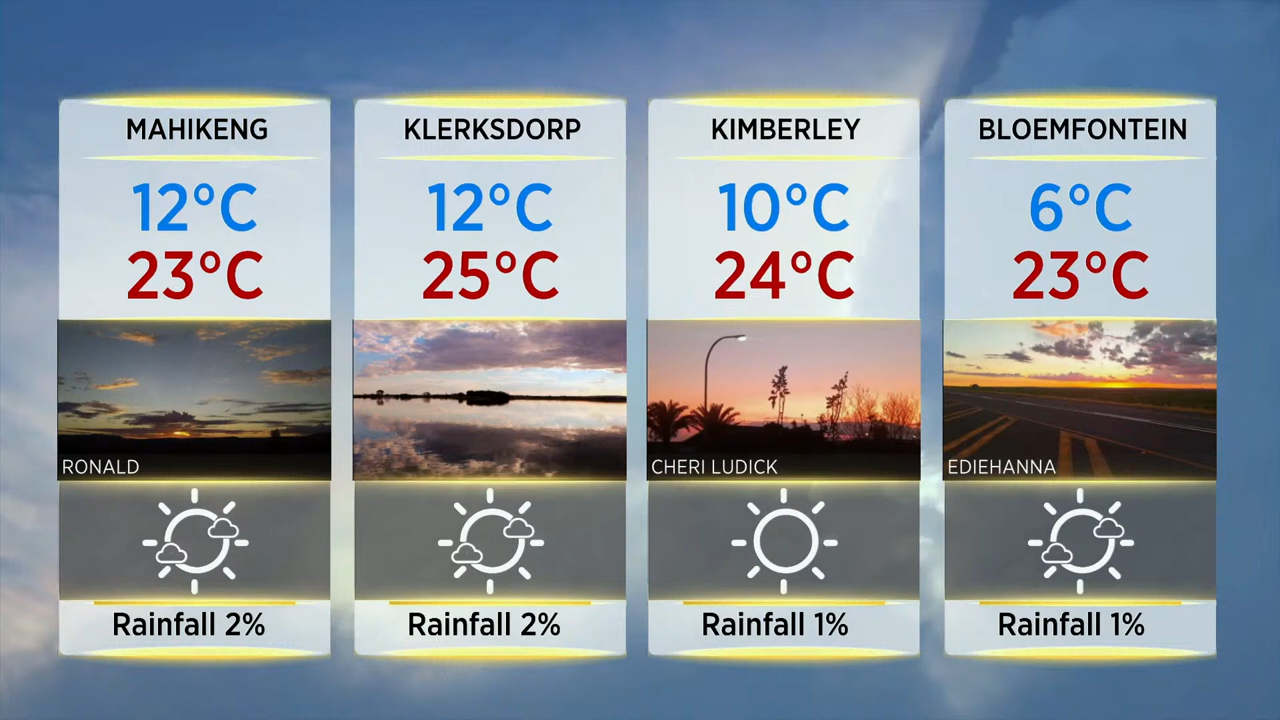 MAHIKENG
12°C
23°C
RONALD
Rainfall 2%
KLERKSDORP
12°C
25°C
Rainfall 2%
KIMBERLEY
10°C
24°C
CHERI LUDICK
Rainfall 1%
BLOEMFONTEIN
6°C
23°C
EDIEHANNA
Rainfall 1%